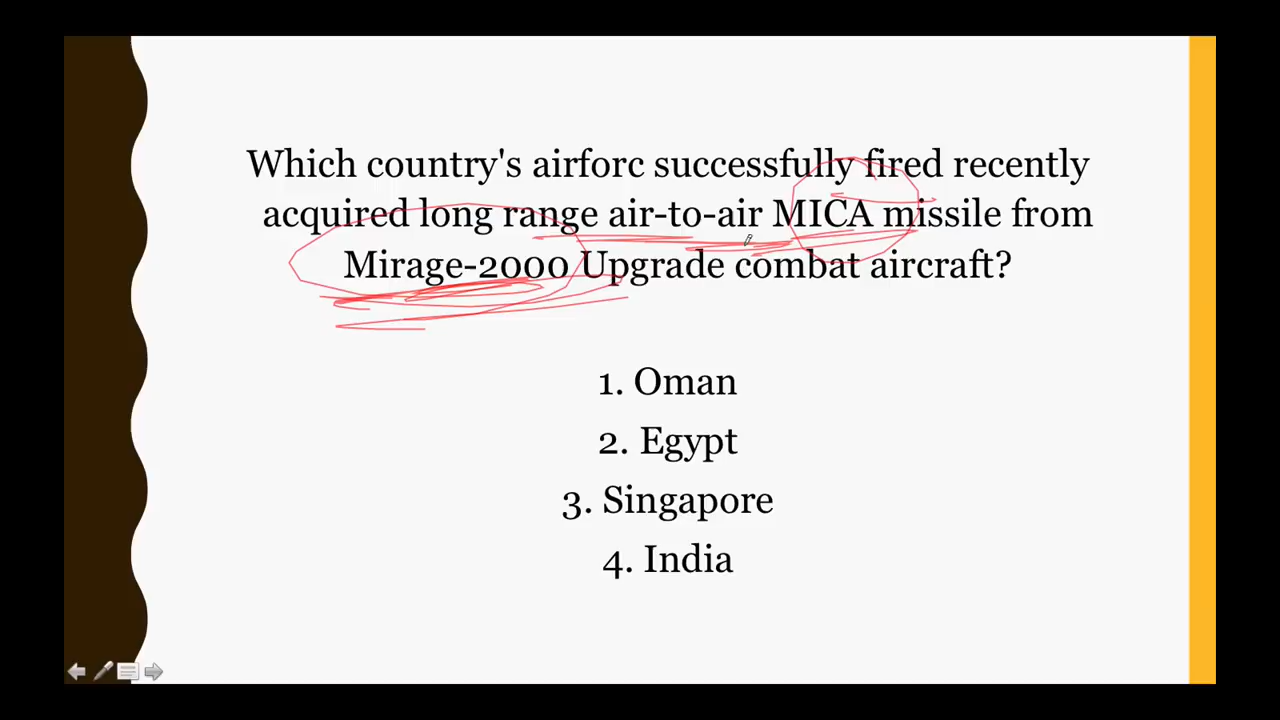 Which country's airforc successfully fired recently
acquired long range air-to-air MICA missile from
Mirage-2000 Upgrade combat aircraft?
1. Oman
2. Egypt
3. Singapore
4. India